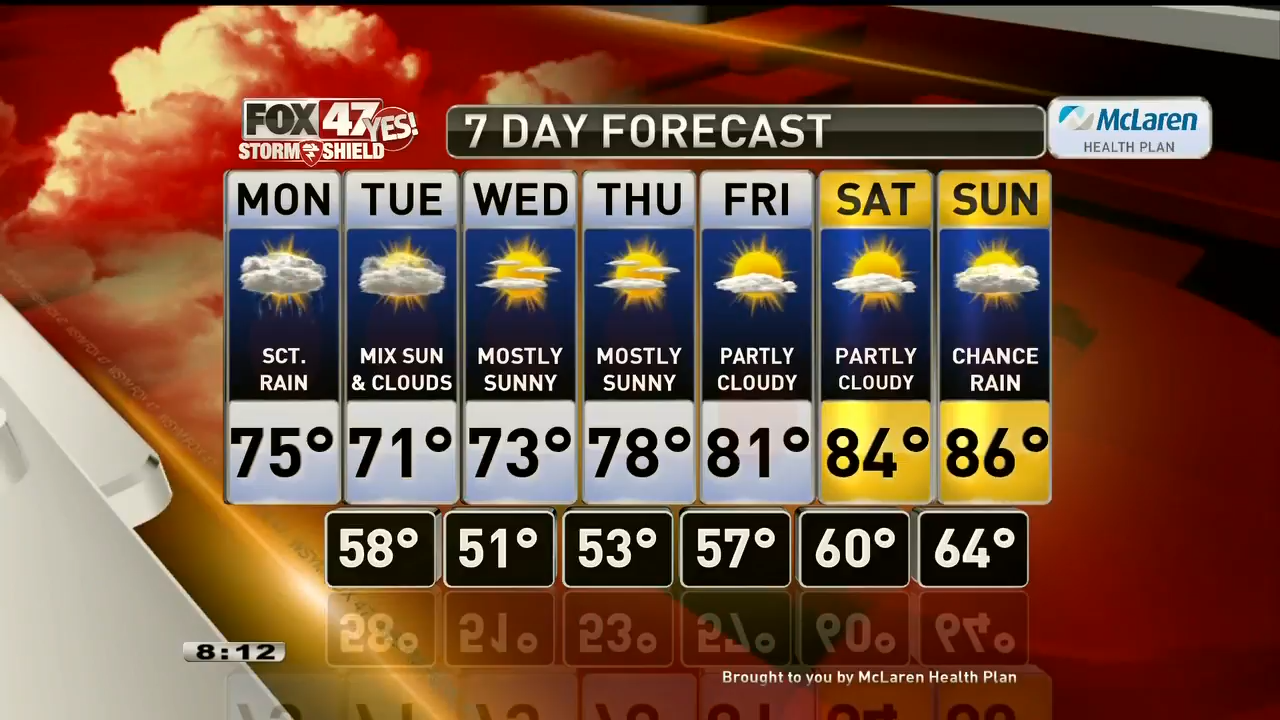 FOX 47 YES!
STORM SHIELD
7 DAY FORECAST
McLaren
HEALTH PLAN
MON TUE WED THU FRI SAT SUN
SCT. RAIN
MIX SUN & CLOUDS
MOSTLY SUNNY
MOSTLY SUNNY
PARTLY CLOUDY
PARTLY CLOUDY
CHANCE RAIN
75° 71° 73° 78° 81° 84° 86°
58° 51° 53° 57° 60° 64°
8:12
Brought to you by McLaren Health Plan